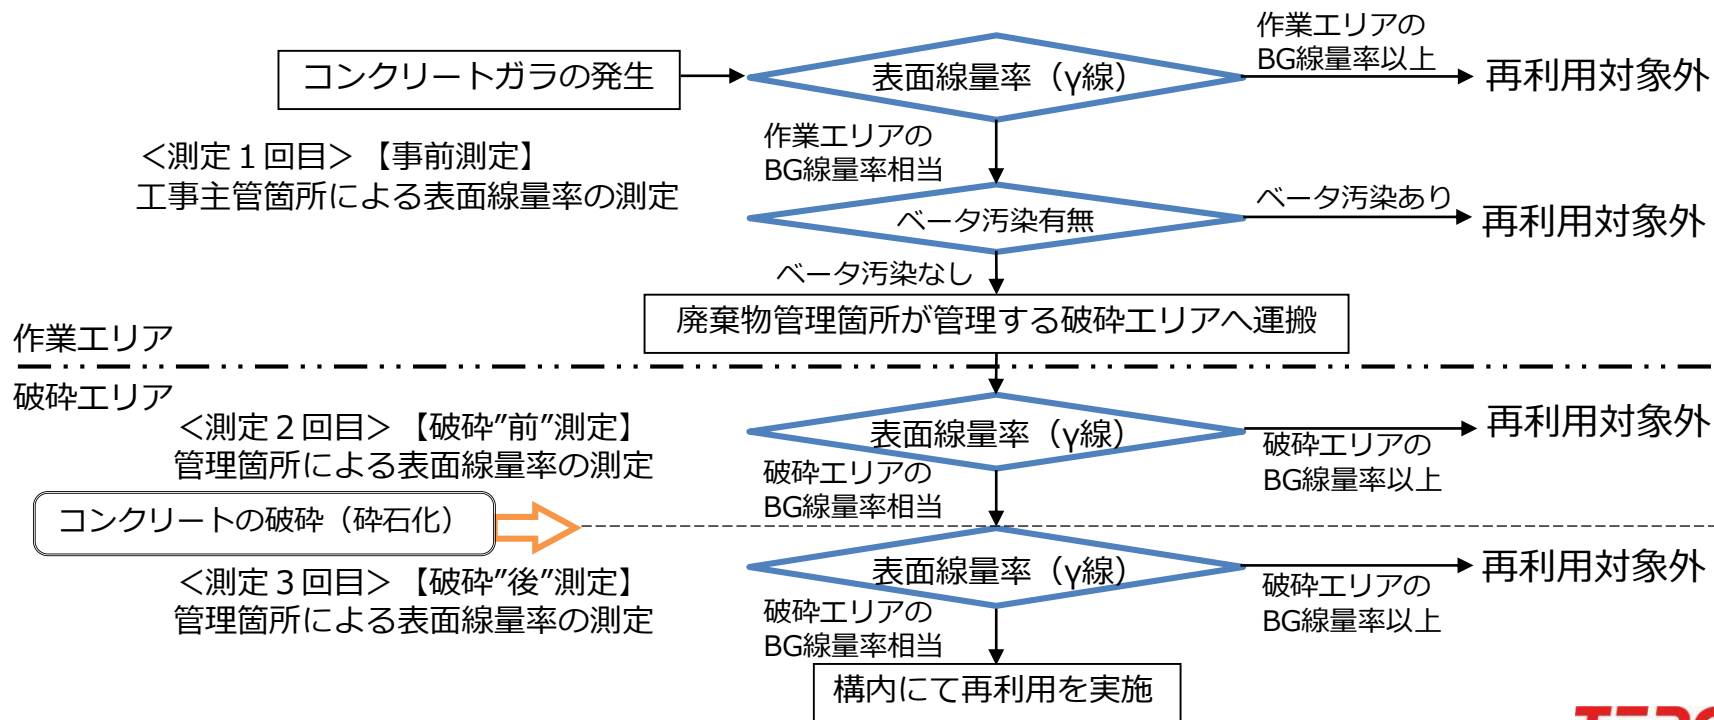 コンクリートガラの発生
表面線量率（γ線）
作業エリアの
BG線量率以上
再利用対象外
＜測定１回目＞【事前測定】
工事主管箇所による表面線量率の測定
作業エリアの
BG線量率相当
ベータ汚染有無
ベータ汚染あり
再利用対象外
ベータ汚染なし
廃棄物管理箇所が管理する破砕エリアへ運搬
作業エリア
破砕エリア
＜測定２回目＞【破砕”前”測定】
管理箇所による表面線量率の測定
表面線量率（γ線）
破砕エリアの
BG線量率以上
再利用対象外
破砕エリアの
BG線量率相当
コンクリートの破砕（砕石化）
＜測定３回目＞【破砕”後”測定】
管理箇所による表面線量率の測定
表面線量率（γ線）
破砕エリアの
BG線量率以上
再利用対象外
破砕エリアの
BG線量率相当
構内にて再利用を実施